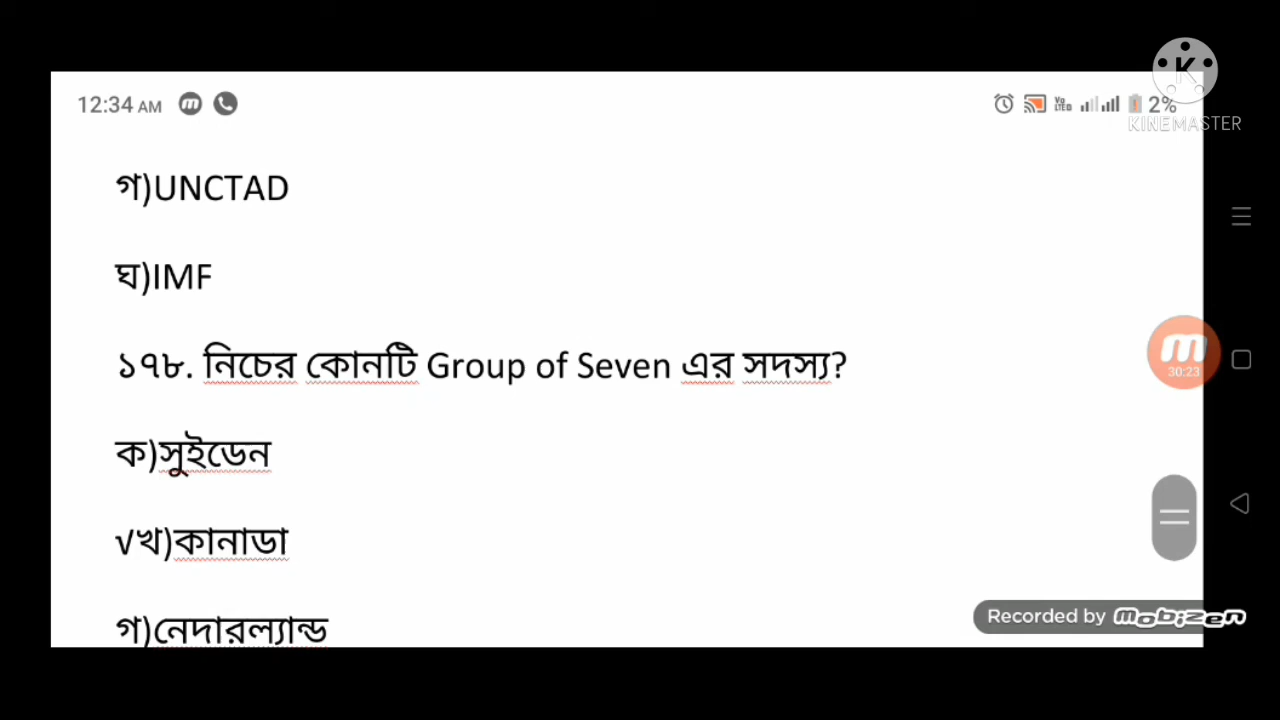 12:34 AM
2%
KINEMASTER
গ)UNCTAD
ঘ)IMF
১৭৮. নিচের কোনটি Group of Seven এর সদস্য?
30:23
ক)সুইডেন
√খ)কানাডা
গ)নেদারল্যান্ড
Recorded by Mobizen